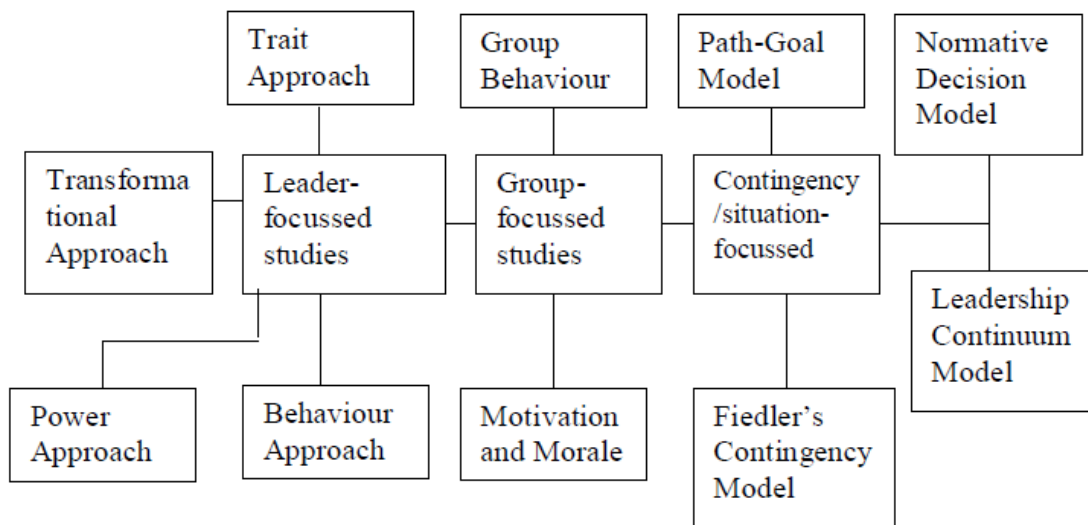 Trait
Approach
Group
Behaviour
Path-Goal
Model
Normative
Decision
Model
Transforma
tional
Approach
Leader-
focussed
studies
Group-
focussed
studies
Contingency
/situation-
focussed
Leadership
Continuum
Model
Power
Approach
Behaviour
Approach
Motivation
and Morale
Fiedler’s
Contingency
Model